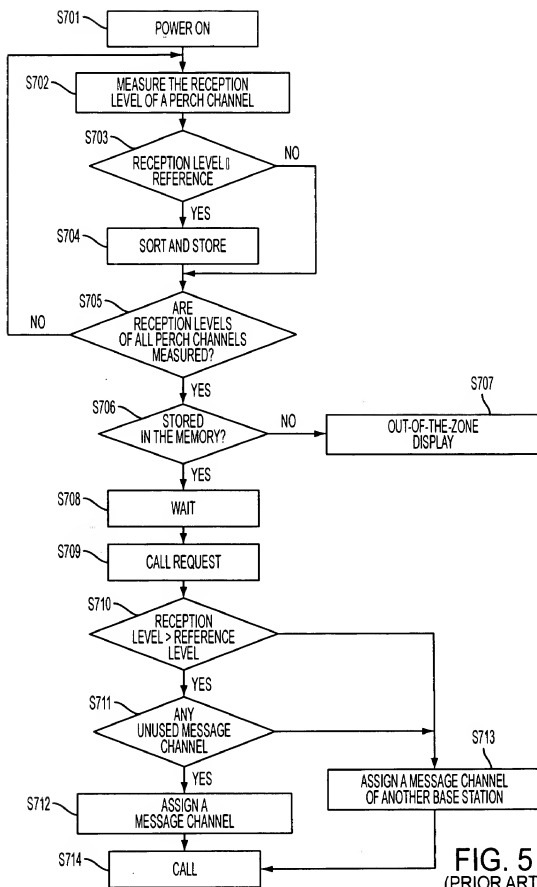 S701
POWER ON
S702
MEASURE THE RECEPTION
LEVEL OF A PERCH CHANNEL
S703
RECEPTION LEVEL▯
REFERENCE
NO
YES
S704
SORT AND STORE
S705
ARE
RECEPTION LEVELS
OF ALL PERCH CHANNELS
MEASURED?
NO
YES
S706
STORED
IN THE MEMORY?
NO
S707
OUT-OF-THE-ZONE
DISPLAY
YES
S708
WAIT
S709
CALL REQUEST
S710
RECEPTION
LEVEL > REFERENCE
LEVEL
YES
S711
ANY
UNUSED MESSAGE
CHANNEL
YES
S713
ASSIGN A MESSAGE CHANNEL
OF ANOTHER BASE STATION
S712
ASSIGN A
MESSAGE CHANNEL
S714
CALL
FIG. 5
(PRIOR ART